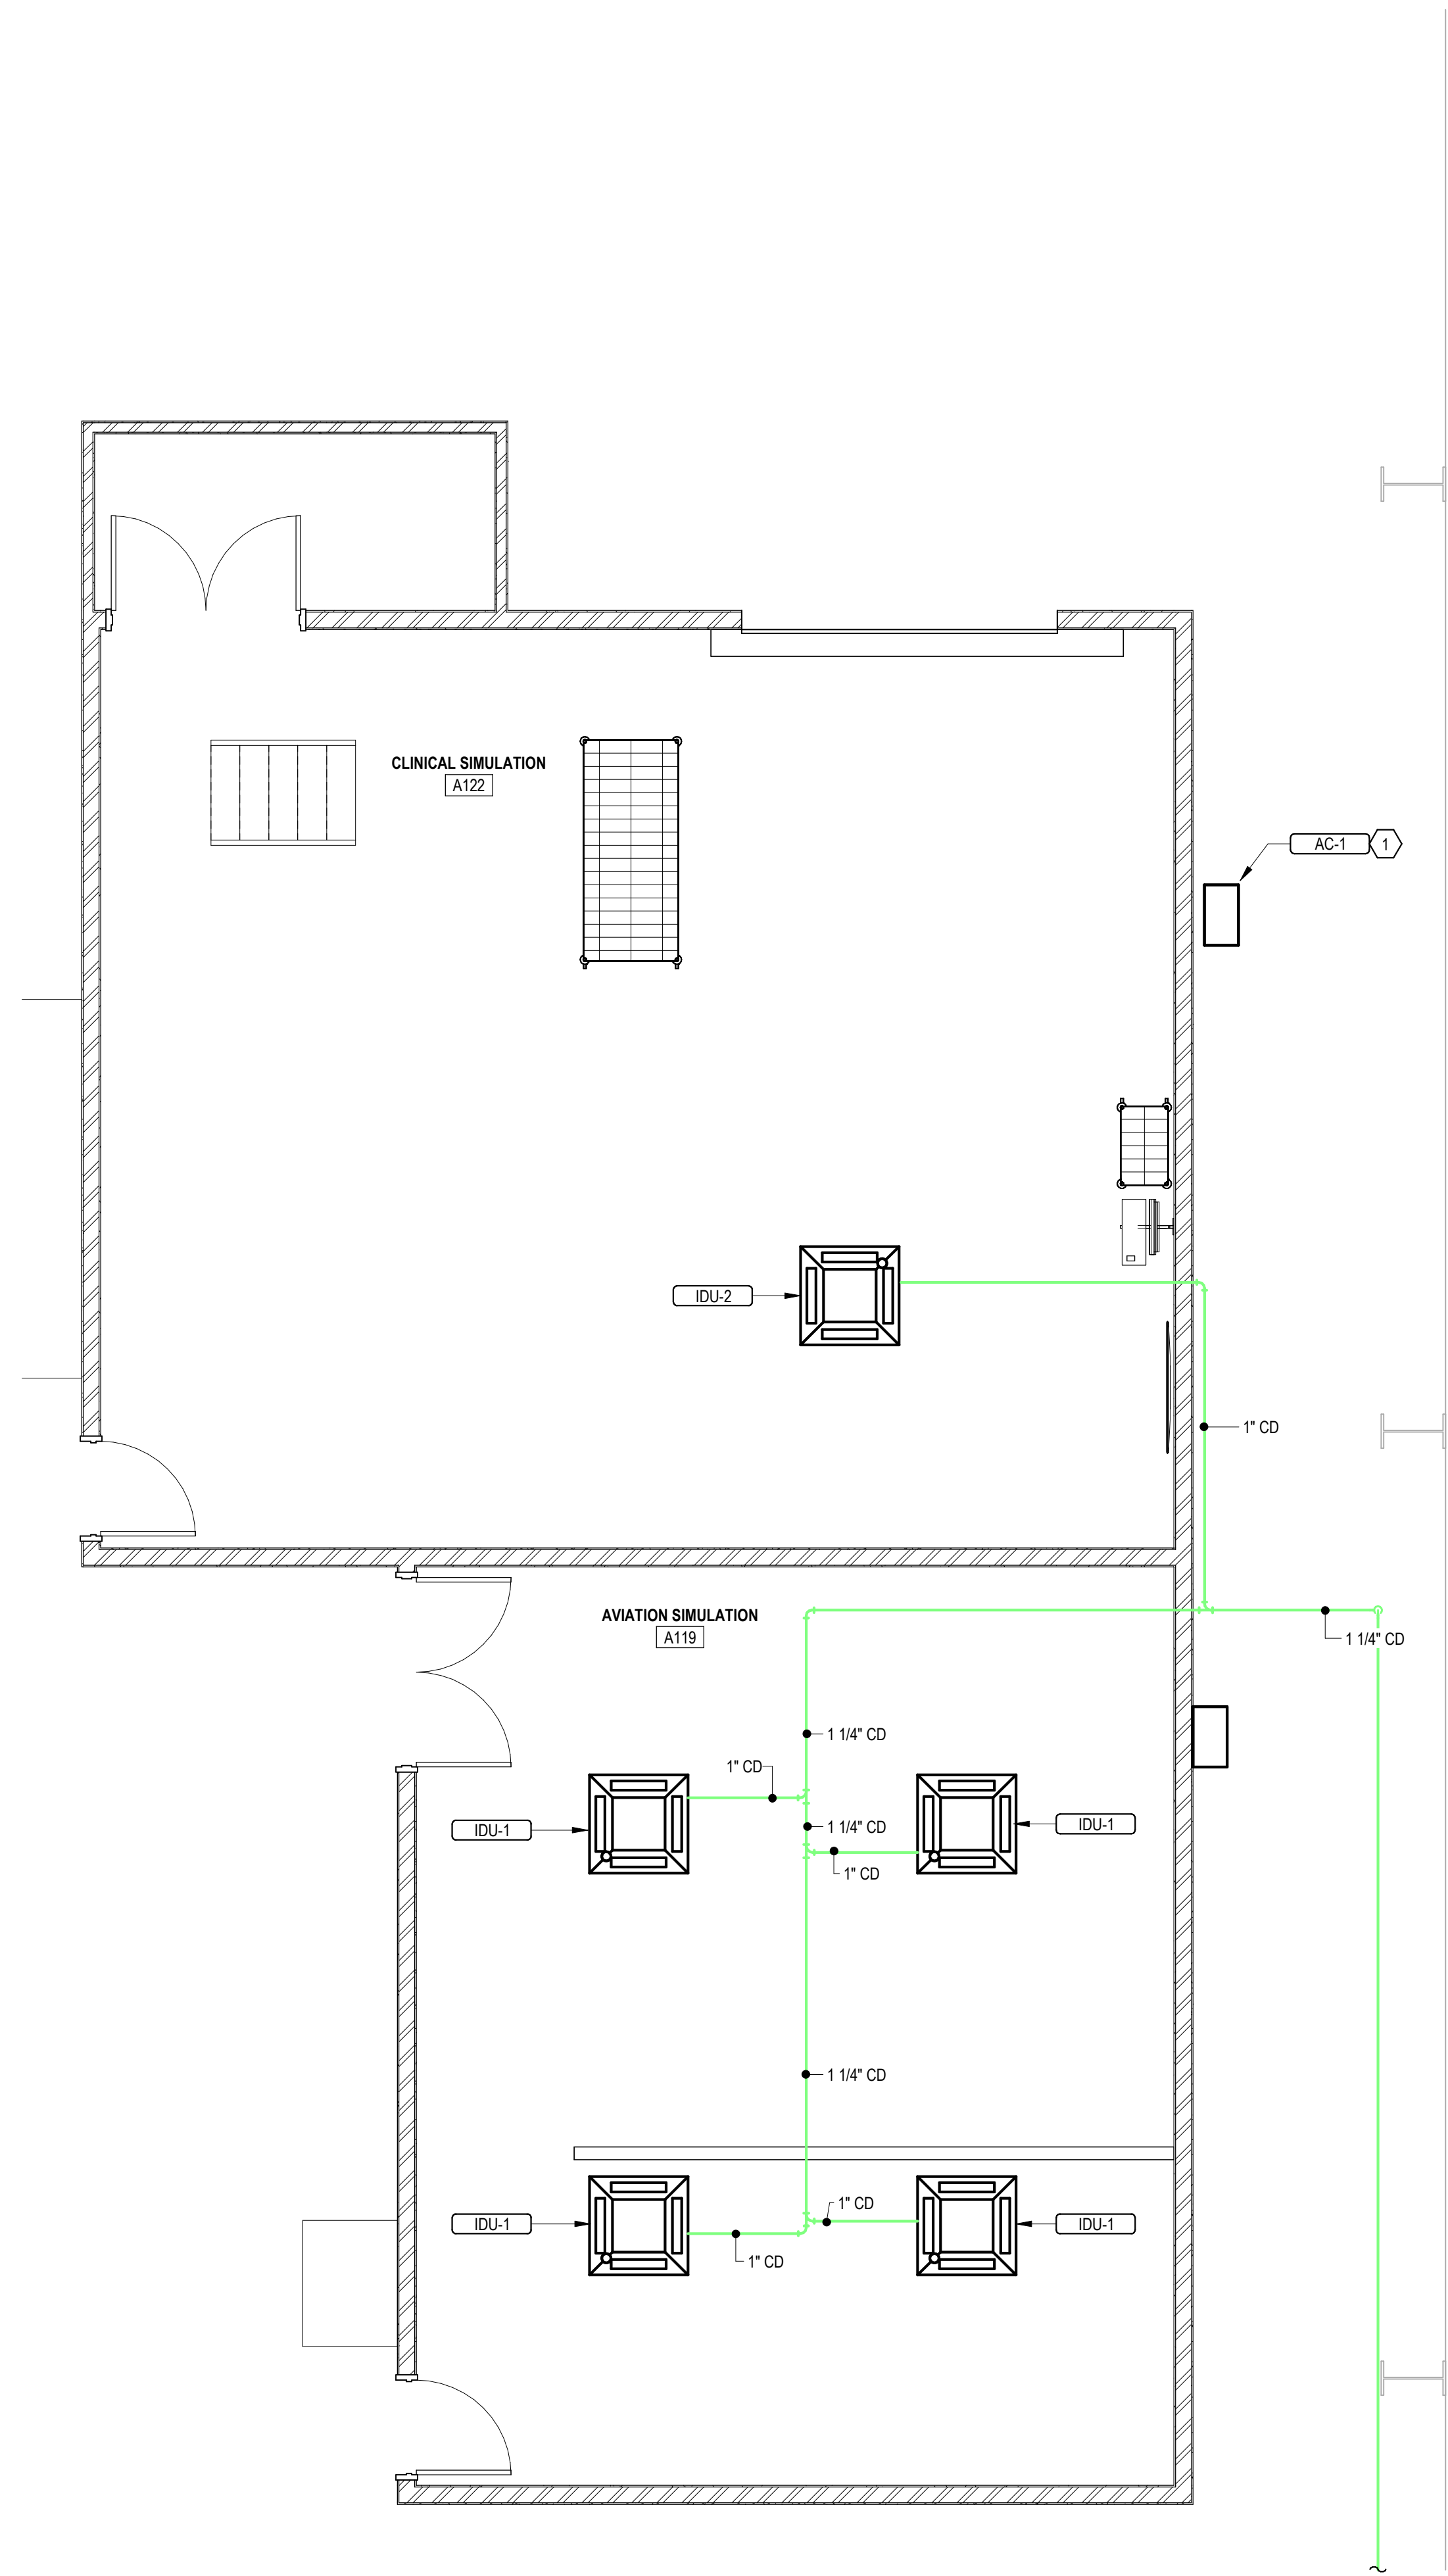 CLINICAL SIMULATION
A122
AC-1
1
IDU-2
1" CD
AVIATION SIMULATION
A119
1 1/4" CD
1 1/4" CD
1" CD
IDU-1
1 1/4" CD
IDU-1
1" CD
1 1/4" CD
IDU-1
1" CD
IDU-1
1" CD